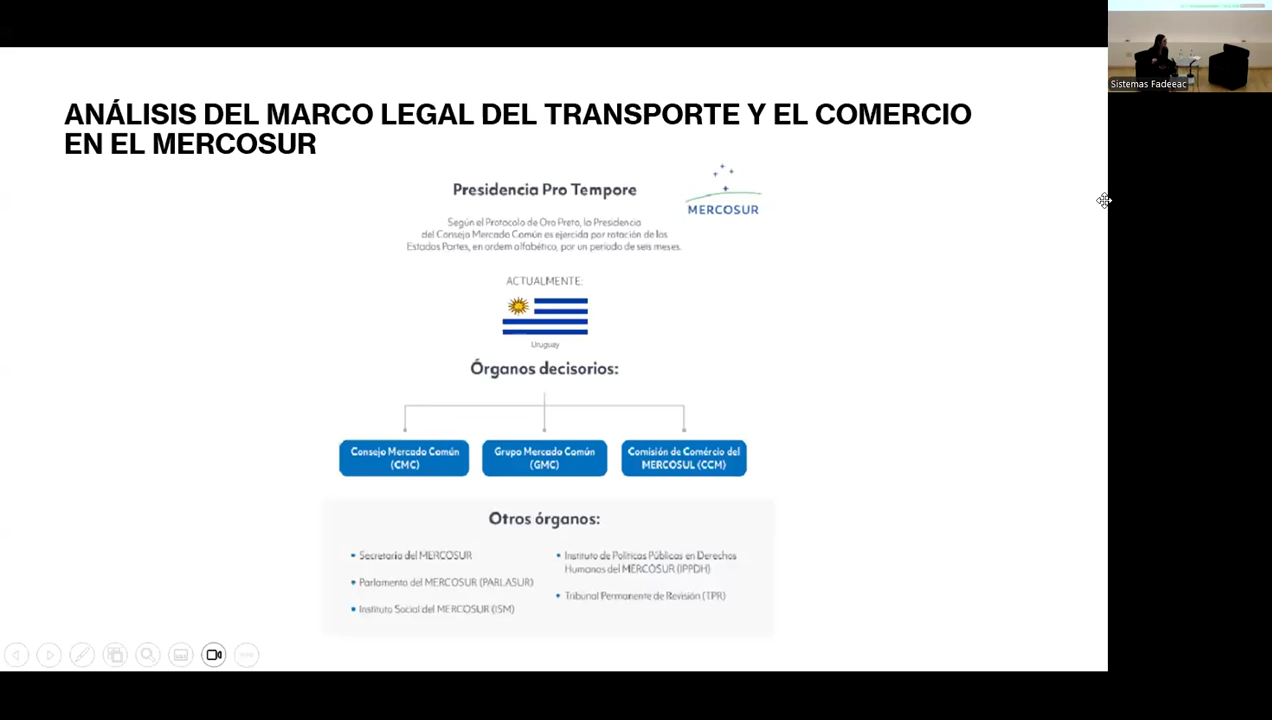 ANÁLISIS DEL MARCO LEGAL DEL TRANSPORTE Y EL COMERCIO
EN EL MERCOSUR
Presidencia Pro Tempore
MERCOSUR
Según el Protocolo de Oro Preto, la Presidencia
del Consejo Mercado Común es ejercida por rotación de los
Estados Partes, en ordem alfabético, por un periodo de seis meses.
ACTUALMENTE:
Uruguay
Órganos decisorios:
Consejo Mercado Común
(CMC)
Grupo Mercado Común
(GMC)
Comisión de Comércio del
MERCOSUL (CCM)
Otros órganos:
• Secretaria del MERCOSUR
• Parlamento del MERCOSUR (PARLASUR)
• Instituto Social del MERCOSUR (ISM)
• Instituto de Políticas Públicas en Derechos
Humanos del MERCOSUR (IPPDH)
• Tribunal Permanente de Revisión (TPR)
Sistemas Fadeeac